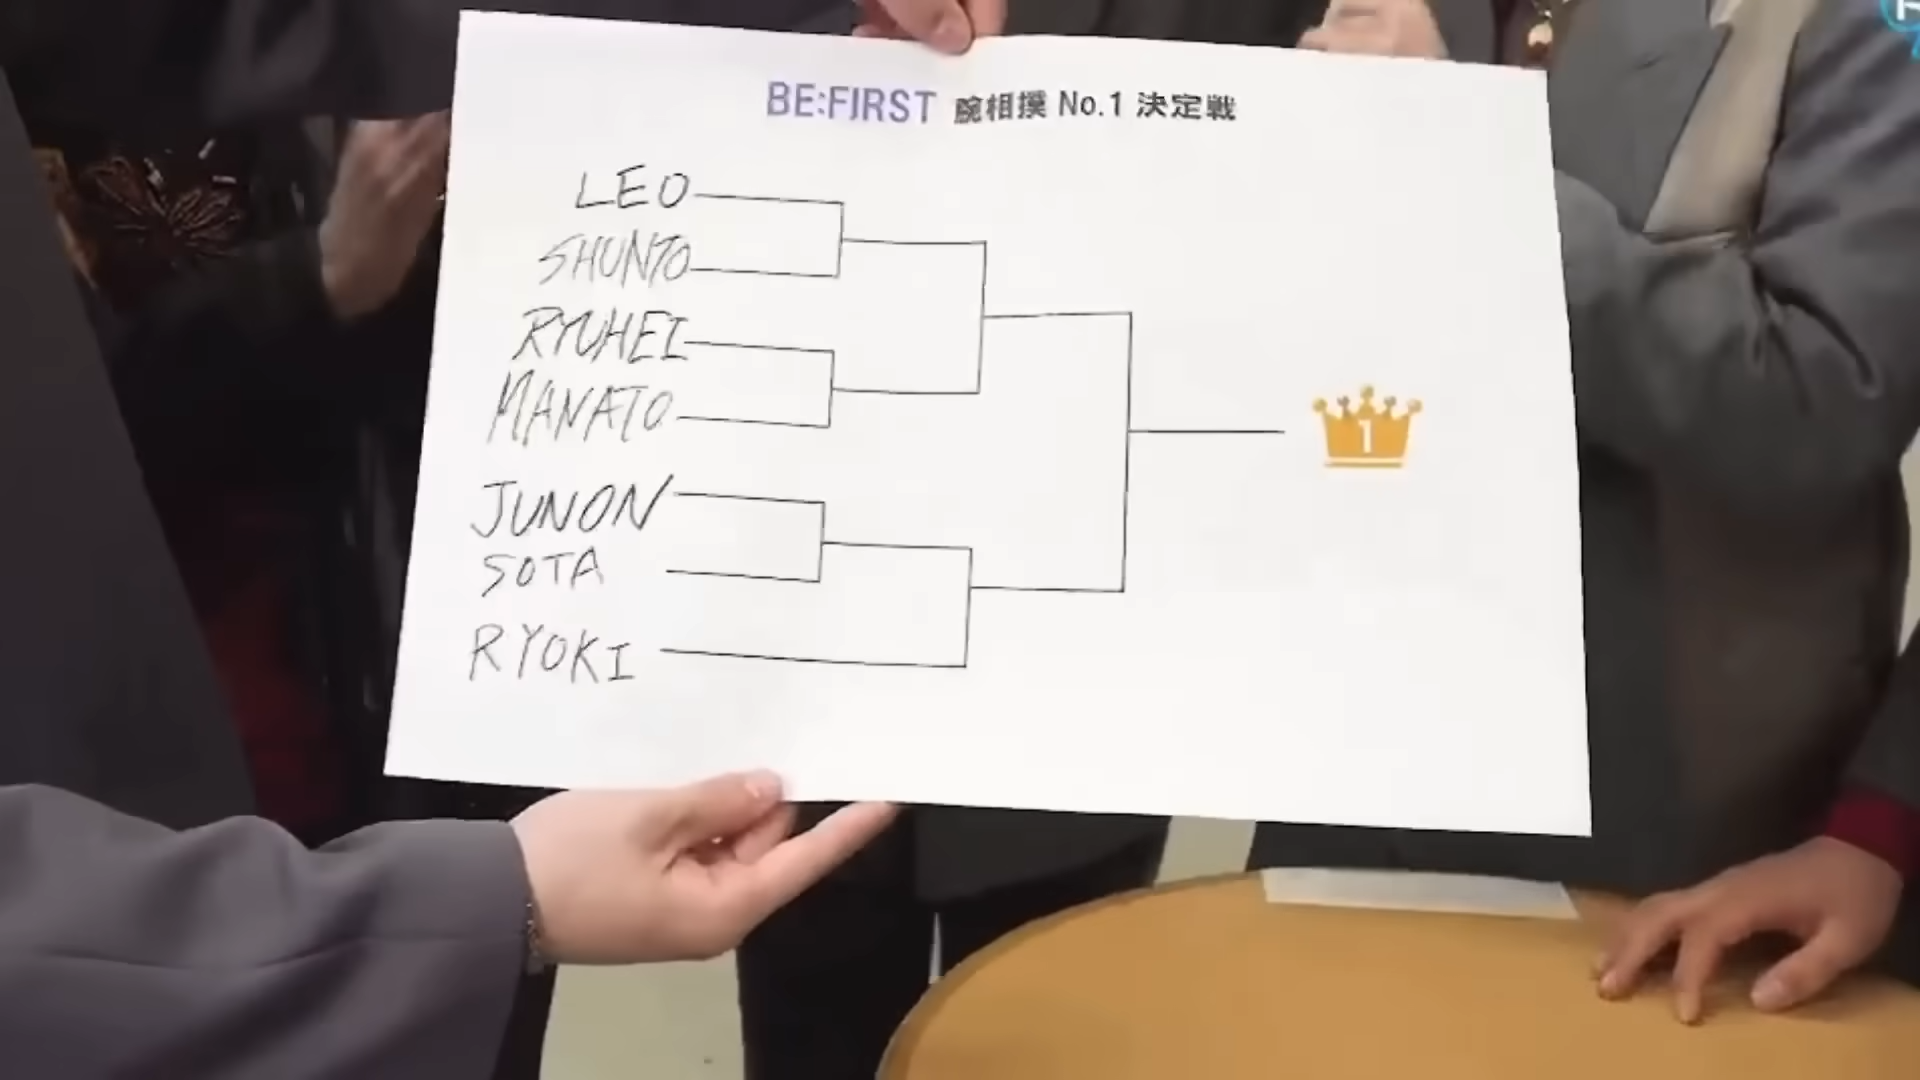 BE:FIRST 腕相撲 No.1 決定戦
LEO
SHUNTO
RYUHEI
MANATO
JUNON
SOTA
RYOKI
1